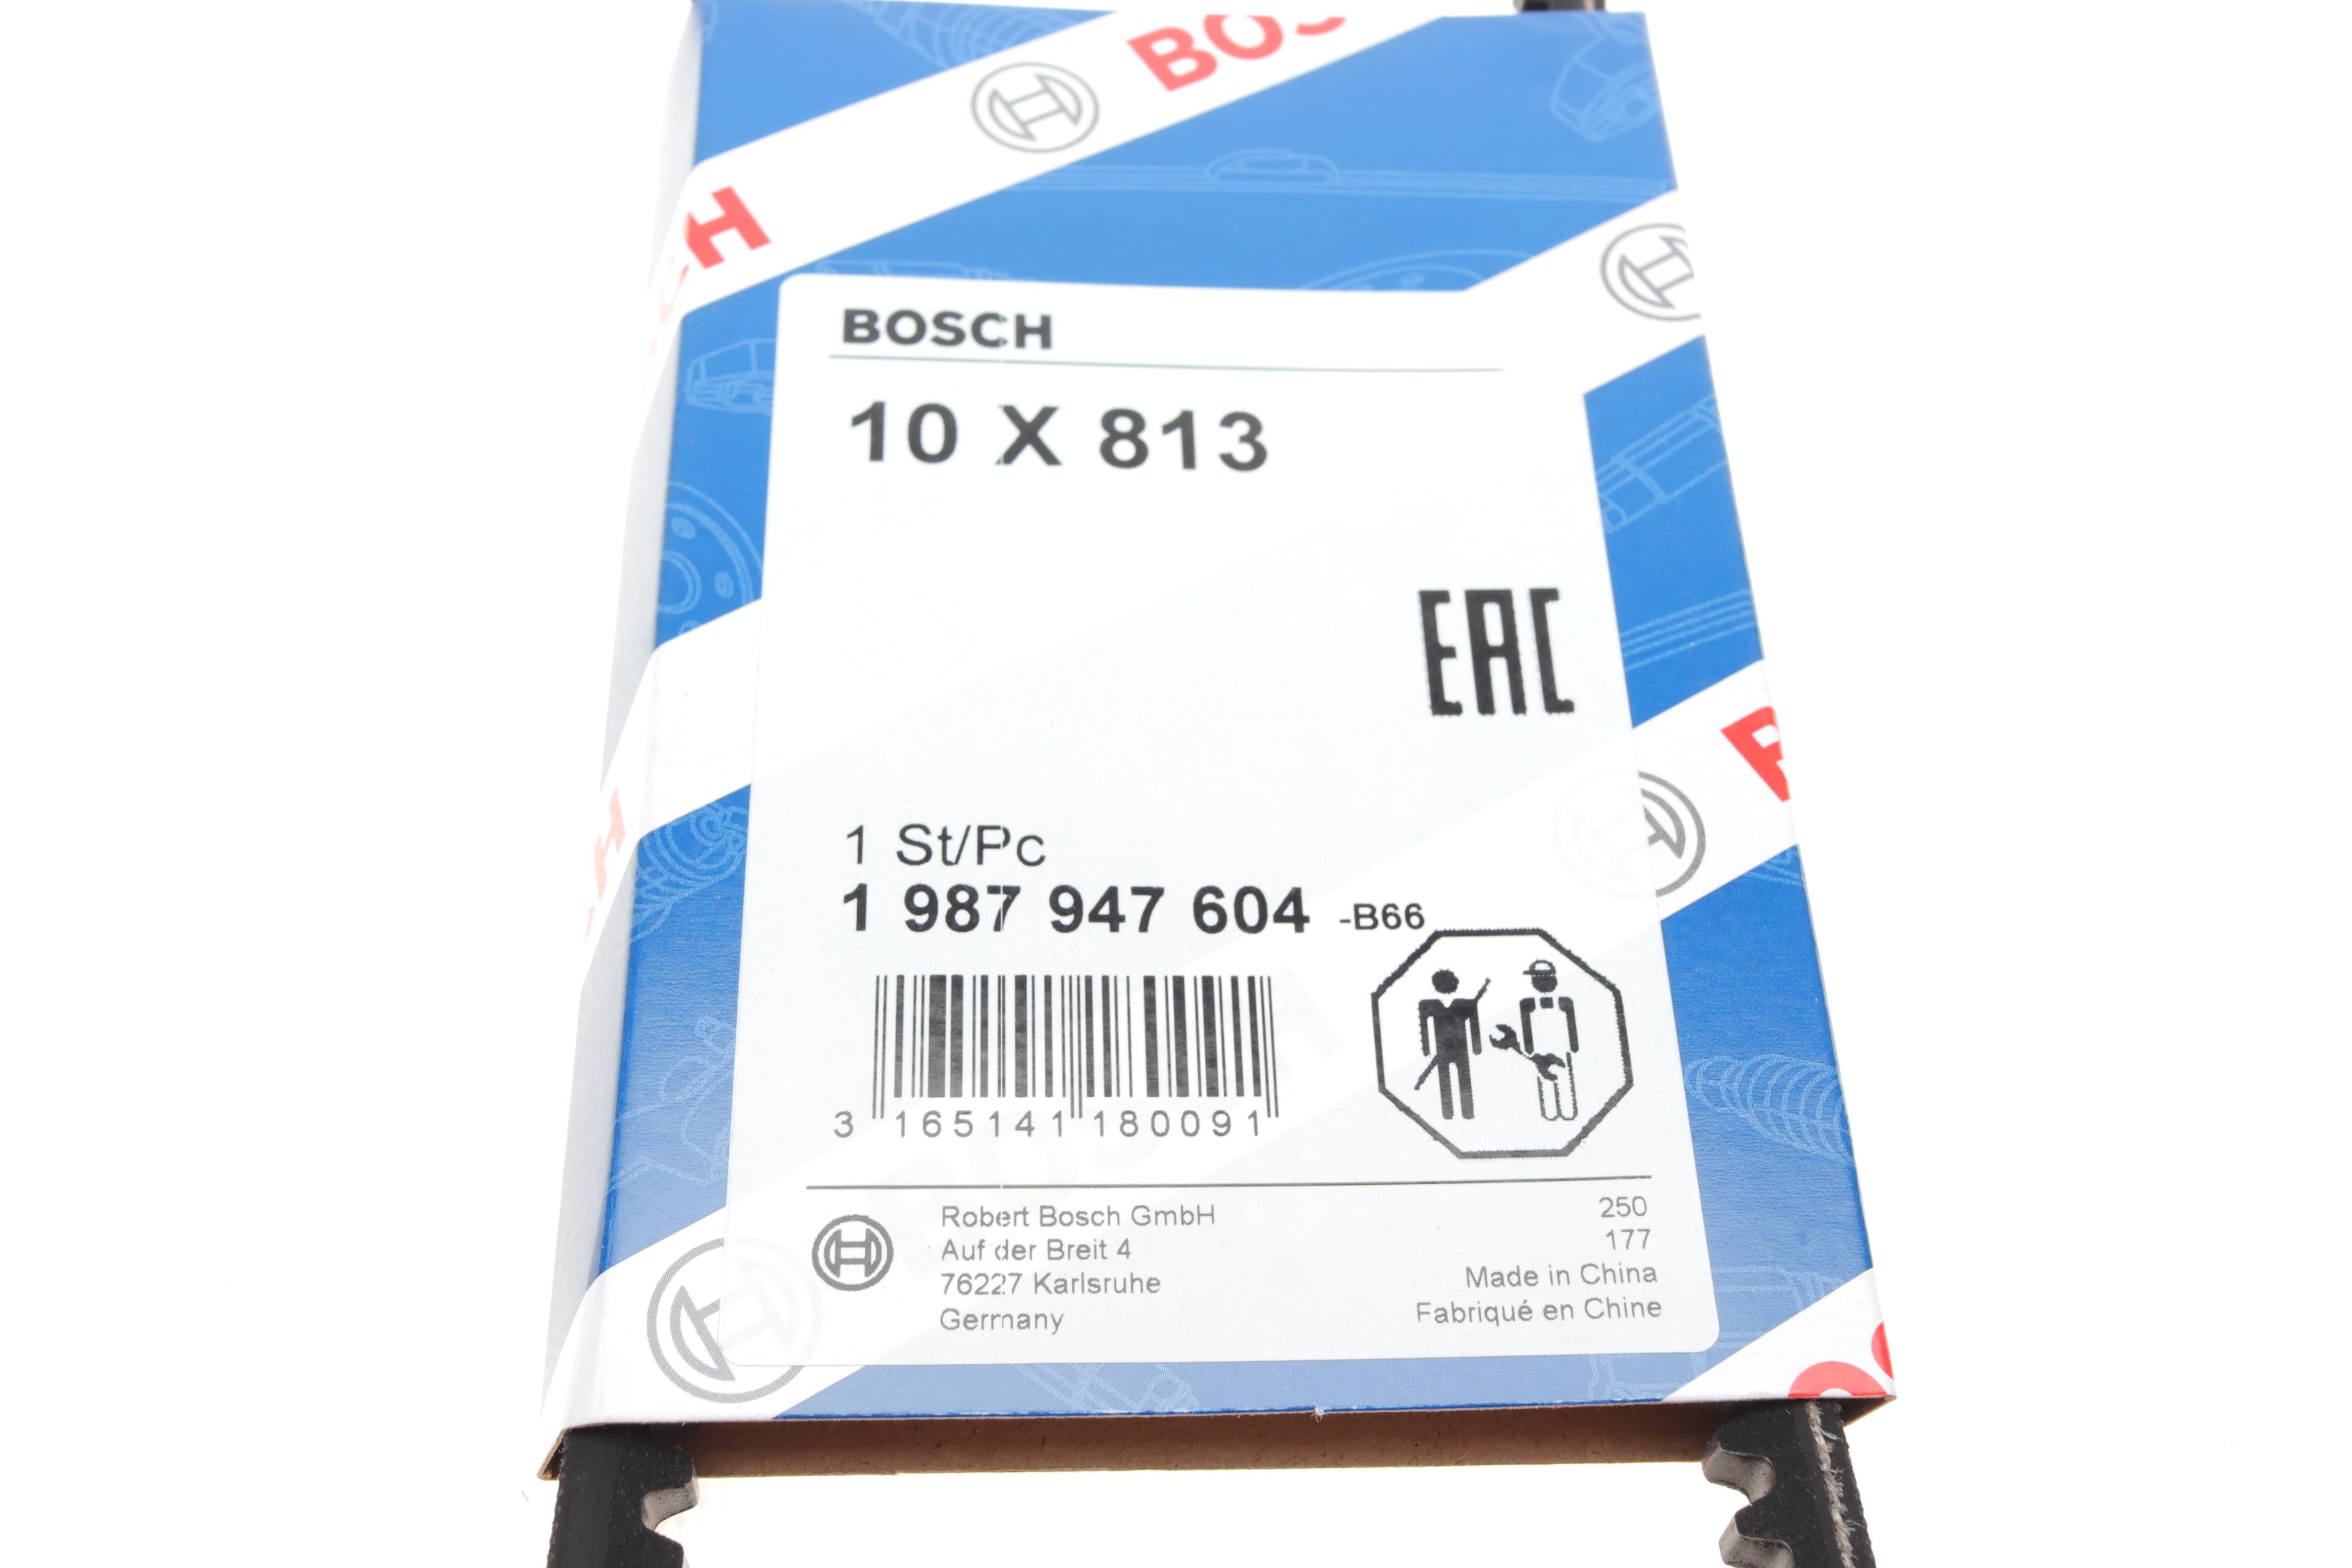 BOSCH
10 X 813
EAC
1 St/Pc
1 987 947 604 -B66
3 165141 180091
Robert Bosch GmbH
Auf der Breit 4
76227 Karlsruhe
Germany
250
177
Made in China
Fabriqué en Chine